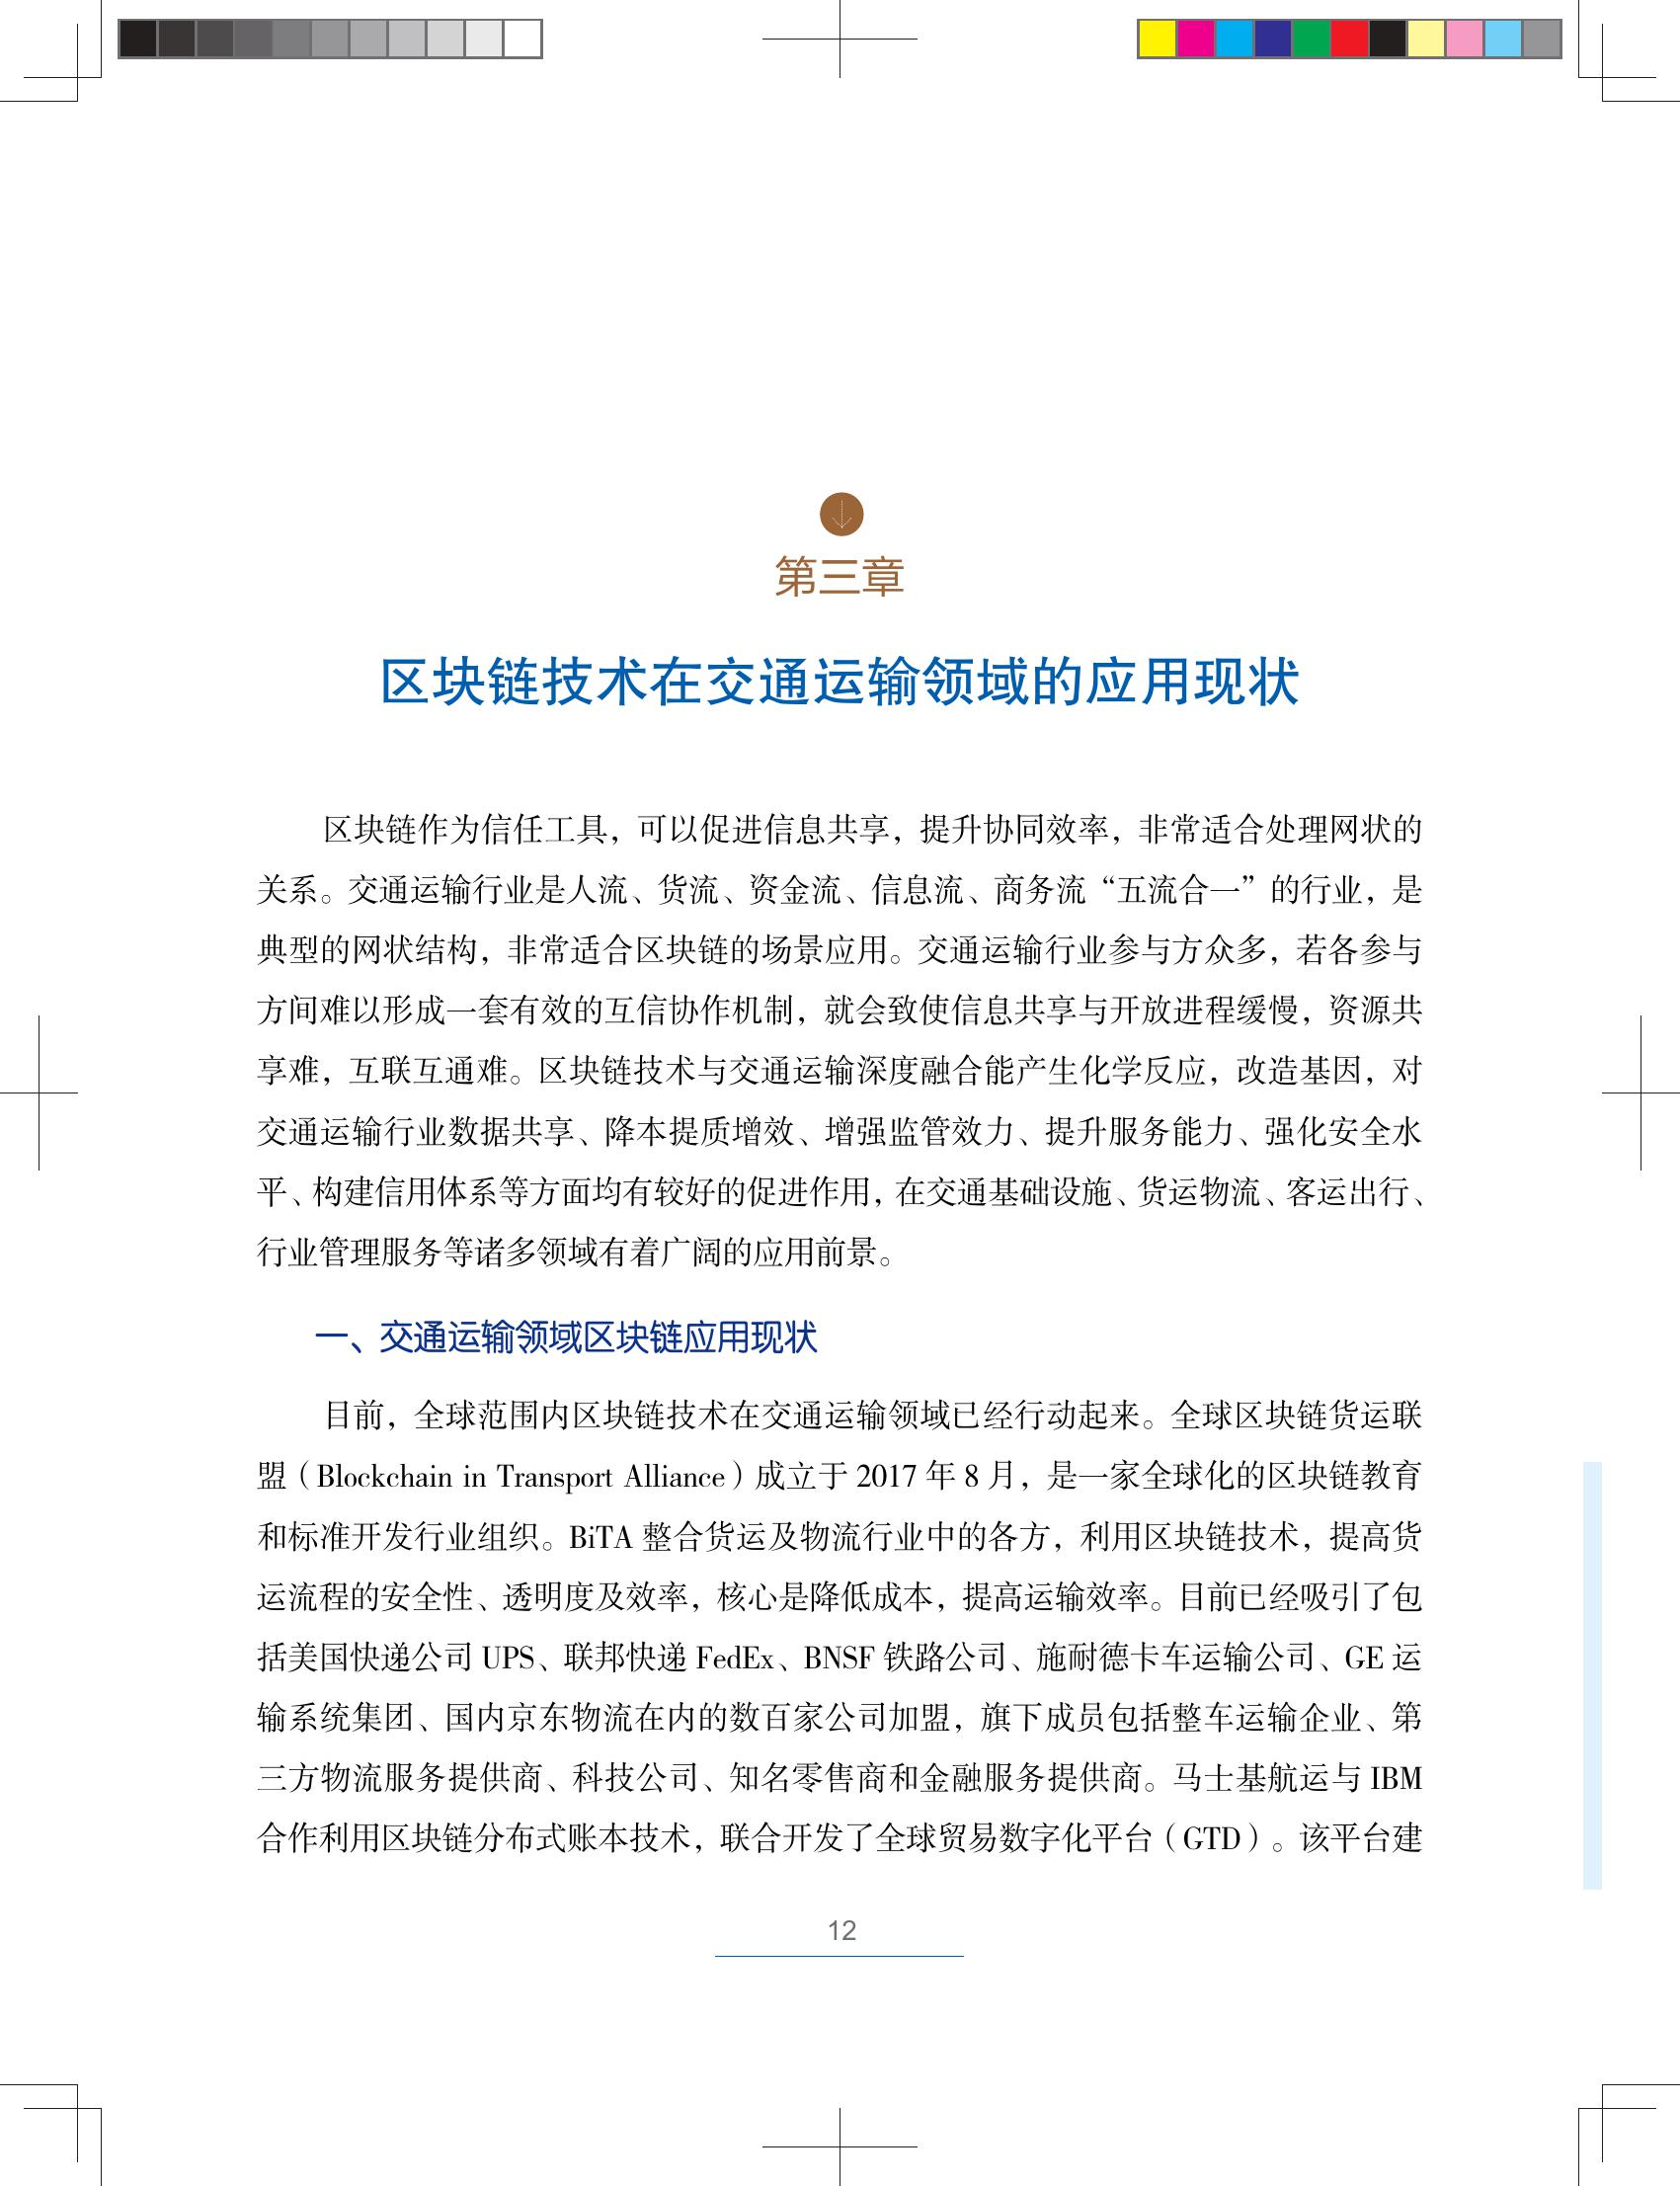 第三章
区块链技术在交通运输领域的应用现状
区块链作为信任工具，可以促进信息共享，提升协同效率，非常适合处理网状的
关系。交通运输行业是人流、货流、资金流、信息流、商务流“五流合一”的行业，是
典型的网状结构，非常适合区块链的场景应用。交通运输行业参与方众多，若各参与
方间难以形成一套有效的互信协作机制，就会致使信息共享与开放进程缓慢，资源共
享难，互联互通难。区块链技术与交通运输深度融合能产生化学反应，改造基因，对
交通运输行业数据共享、降本提质增效、增强监管效力、提升服务能力、强化安全水
平、构建信用体系等方面均有较好的促进作用，在交通基础设施、货运物流、客运出行、
行业管理服务等诸多领域有着广阔的应用前景。
一、交通运输领域区块链应用现状
目前，全球范围内区块链技术在交通运输领域已经行动起来。全球区块链货运联
盟（Blockchain in Transport Alliance）成立于 2017 年 8 月，是一家全球化的区块链教育
和标准开发行业组织。BiTA 整合货运及物流行业中的各方，利用区块链技术，提高货
运流程的安全性、透明度及效率，核心是降低成本，提高运输效率。目前已经吸引了包
括美国快递公司 UPS、联邦快递 FedEx、BNSF 铁路公司、施耐德卡车运输公司、GE 运
输系统集团、国内京东物流在内的数百家公司加盟，旗下成员包括整车运输企业、第
三方物流服务提供商、科技公司、知名零售商和金融服务提供商。马士基航运与 IBM
合作利用区块链分布式账本技术，联合开发了全球贸易数字化平台（GTD）。该平台建
12